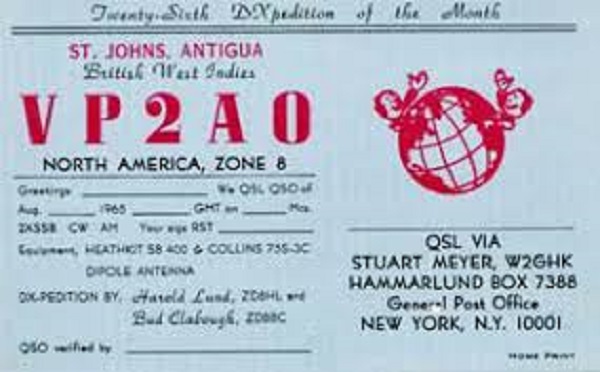 Twenty-Sixth DXpedition of the Month
ST. JOHNS, ANTIGUA
British West Indies
VP2AO
NORTH AMERICA, ZONE 8
Greetings We QSL QSO of
Aug. 1965 GMT on Mcs.
2XSSB CW AM Your sigs RST
Equipment, HEATHKIT SB 400 & COLLINS 75S-3C
DIPOLE ANTENNA
DX-PEDITION BY, Harold Lund, ZD8HL and
Bud Clabough, ZD8BC
QSO verified by
QSL VIA
STUART MEYER, W2GHK
HAMMARLUND BOX 7388
General Post Office
NEW YORK, N.Y. 10001
HOME PRINT